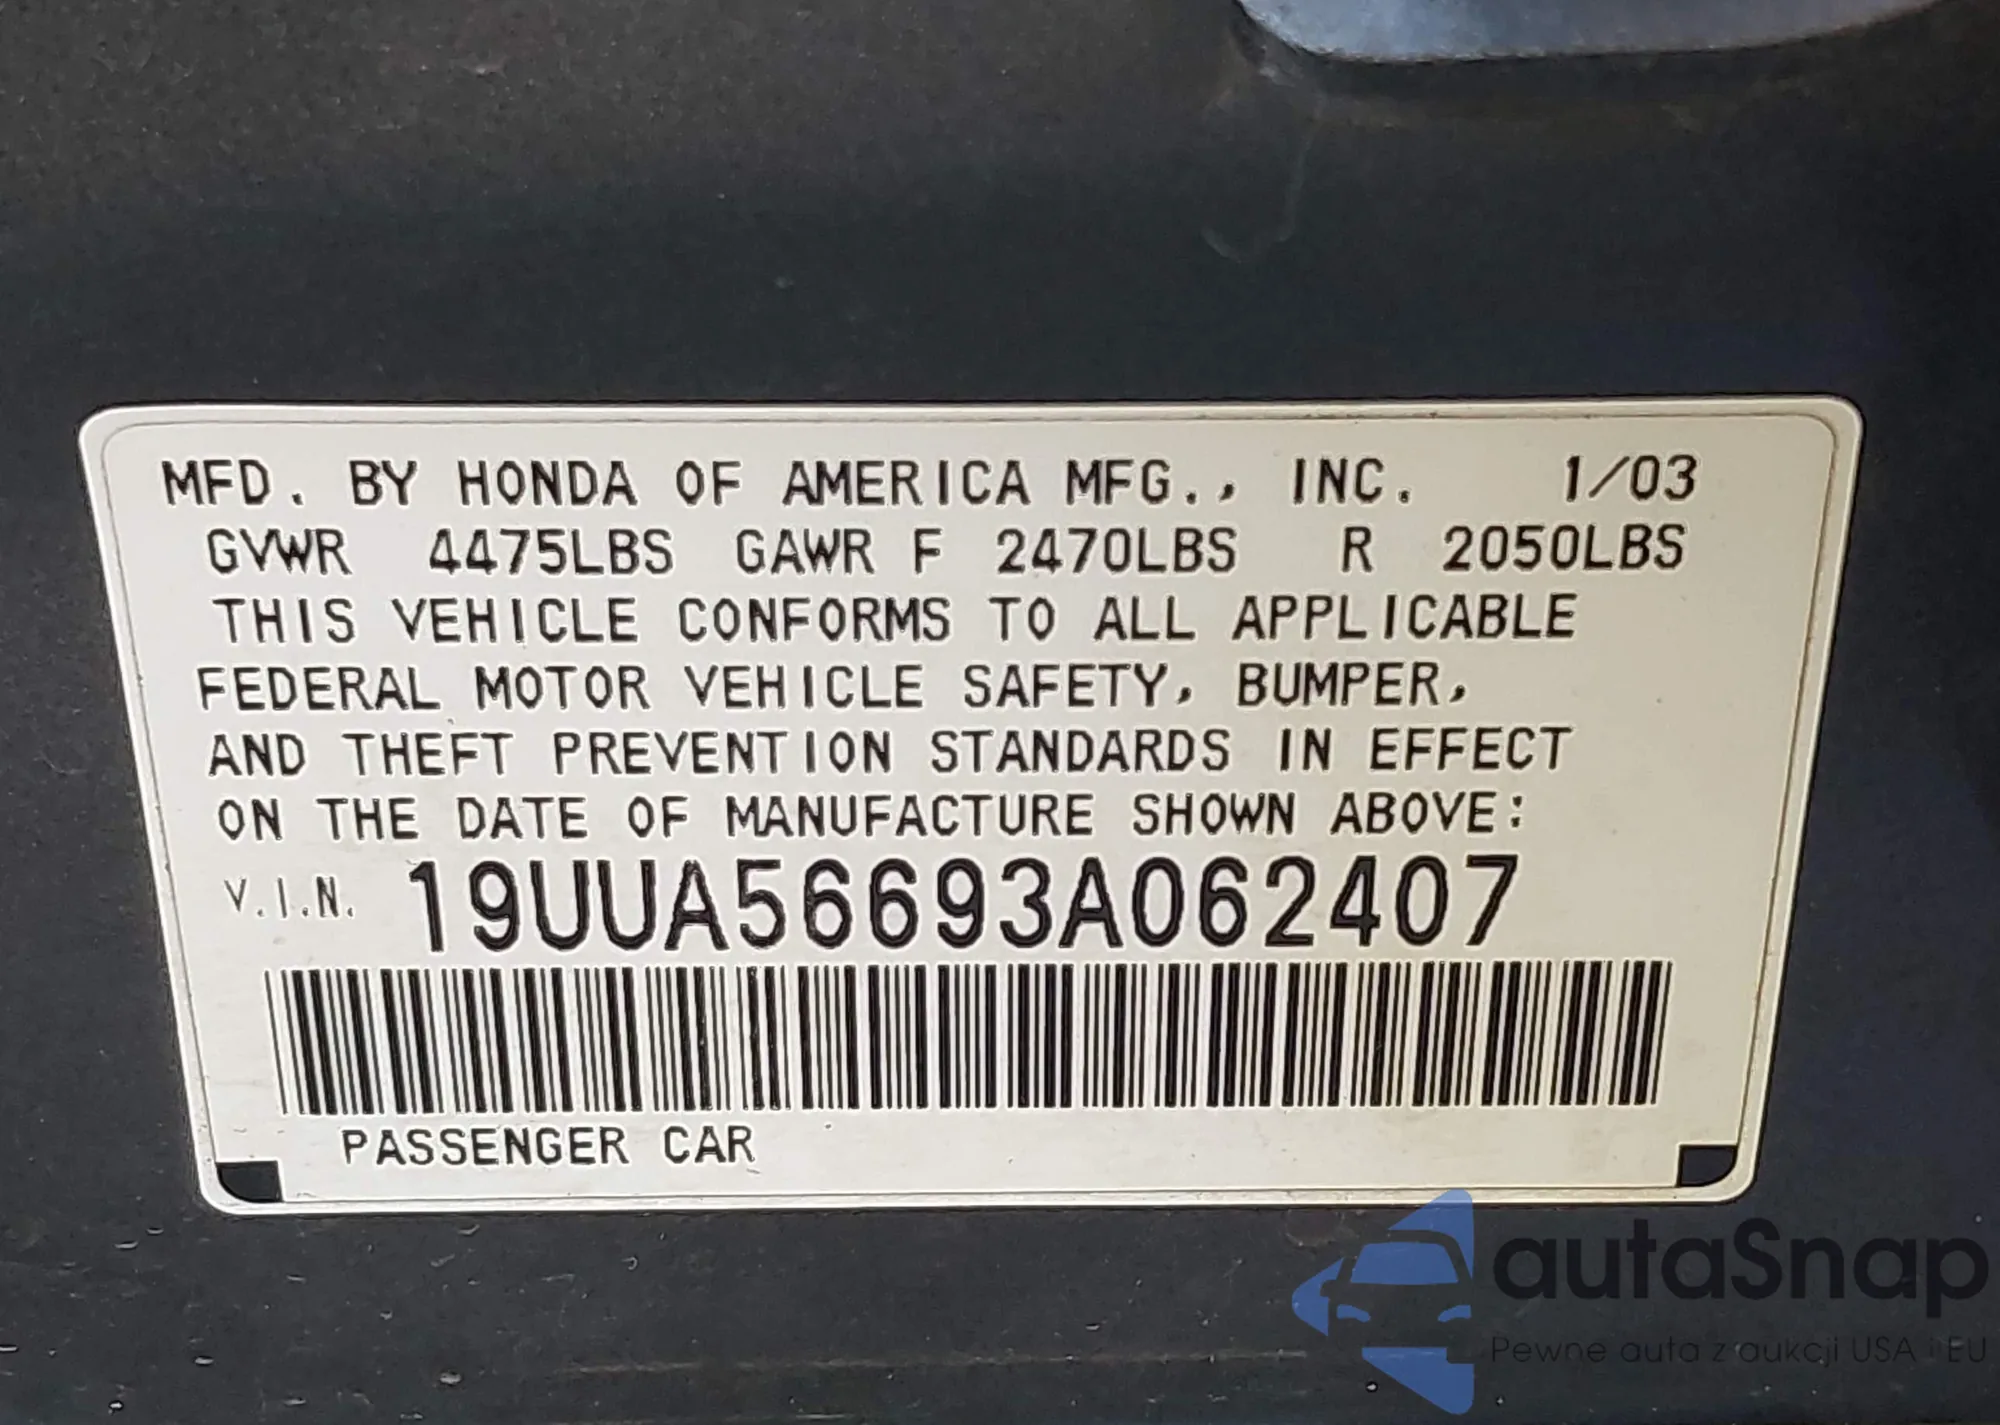 MFD. BY HONDA OF AMERICA MFG., INC. 1/03
GVWR 4475LBS GAWR F 2470LBS R 2050LBS
THIS VEHICLE CONFORMS TO ALL APPLICABLE
FEDERAL MOTOR VEHICLE SAFETY, BUMPER,
AND THEFT PREVENTION STANDARDS IN EFFECT
ON THE DATE OF MANUFACTURE SHOWN ABOVE:
V.I.N. 19UUA56693A062407
PASSENGER CAR
autaSnap
Pewne auta z aukcji USA i EU